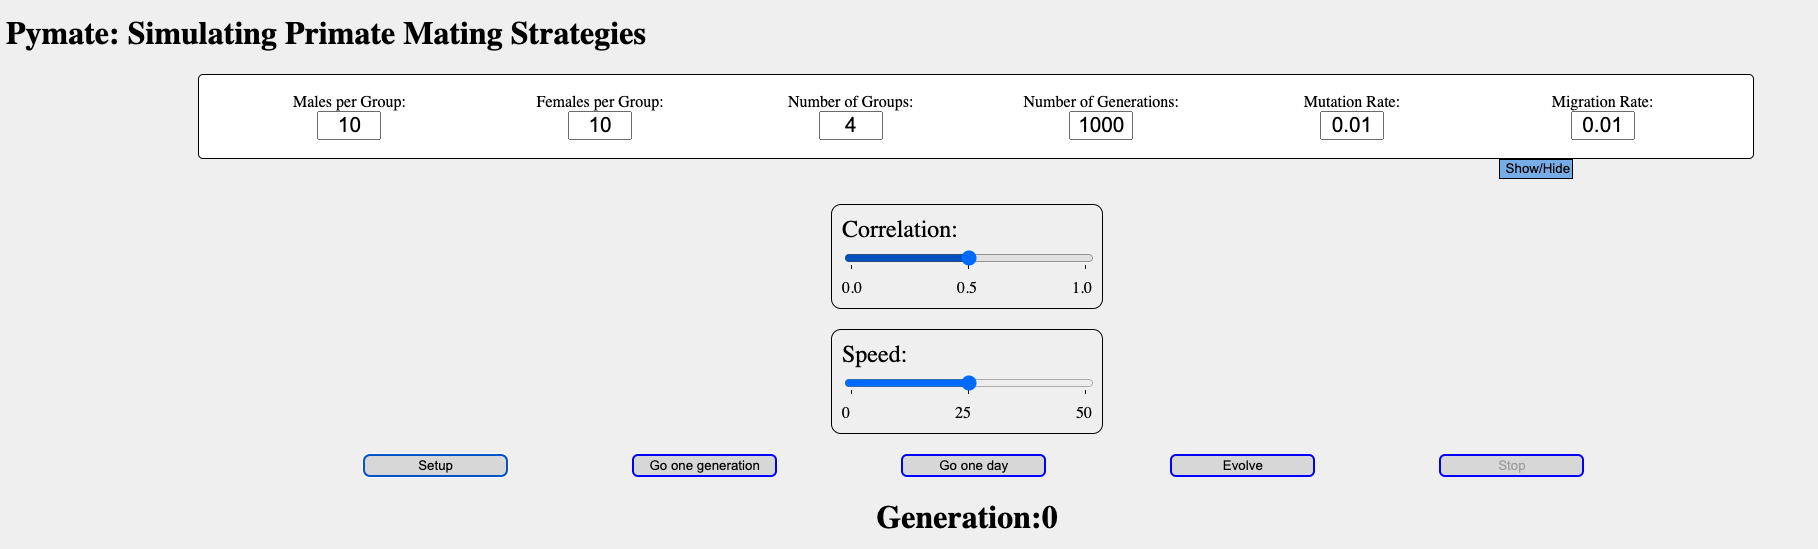 Pymate: Simulating Primate Mating Strategies
Males per Group: Females per Group: Number of Groups: Number of Generations: Mutation Rate: Migration Rate:
10 10 4 1000 0.01 0.01
Show/Hide
Correlation:
0.0 0.5 1.0
Speed:
0 25 50
Setup Go one generation Go one day Evolve Stop
Generation:0